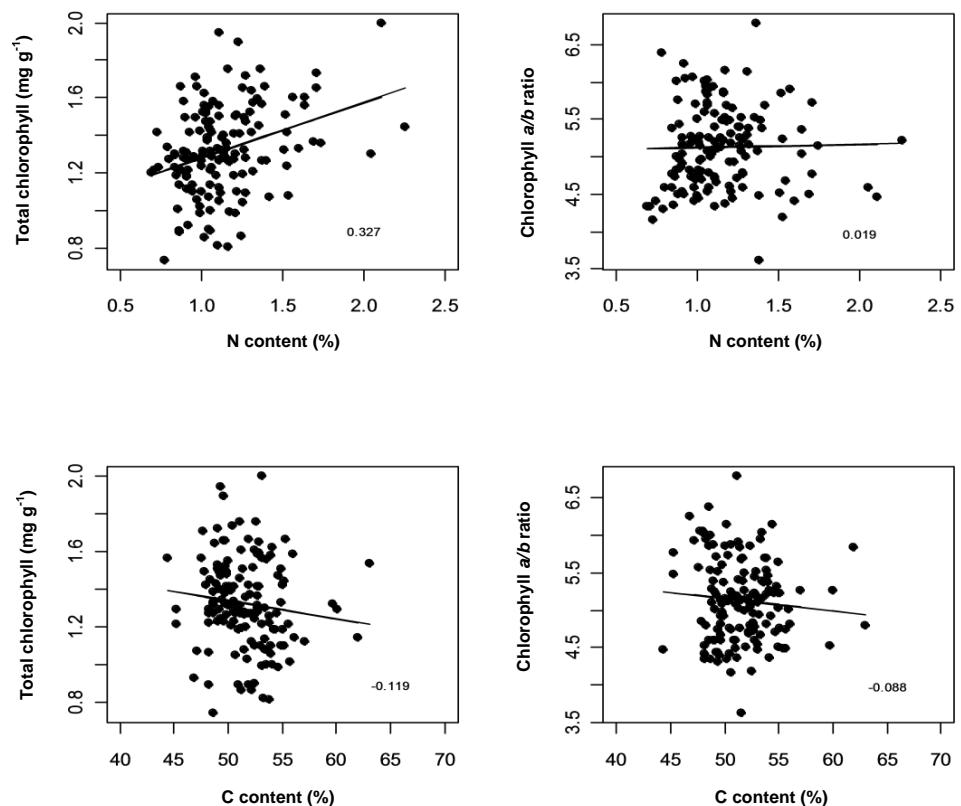 Total chlorophyll (mg g⁻¹)
2.0
1.6
1.2
0.8
0.327
0.5 1.0 1.5 2.0 2.5
N content (%)
Chlorophyll a/b ratio
6.5
5.5
4.5
3.5
0.019
0.5 1.0 1.5 2.0 2.5
N content (%)
Total chlorophyll (mg g⁻¹)
2.0
1.6
1.2
0.8
-0.119
40 45 50 55 60 65 70
C content (%)
Chlorophyll a/b ratio
6.5
5.5
4.5
3.5
-0.088
40 45 50 55 60 65 70
C content (%)